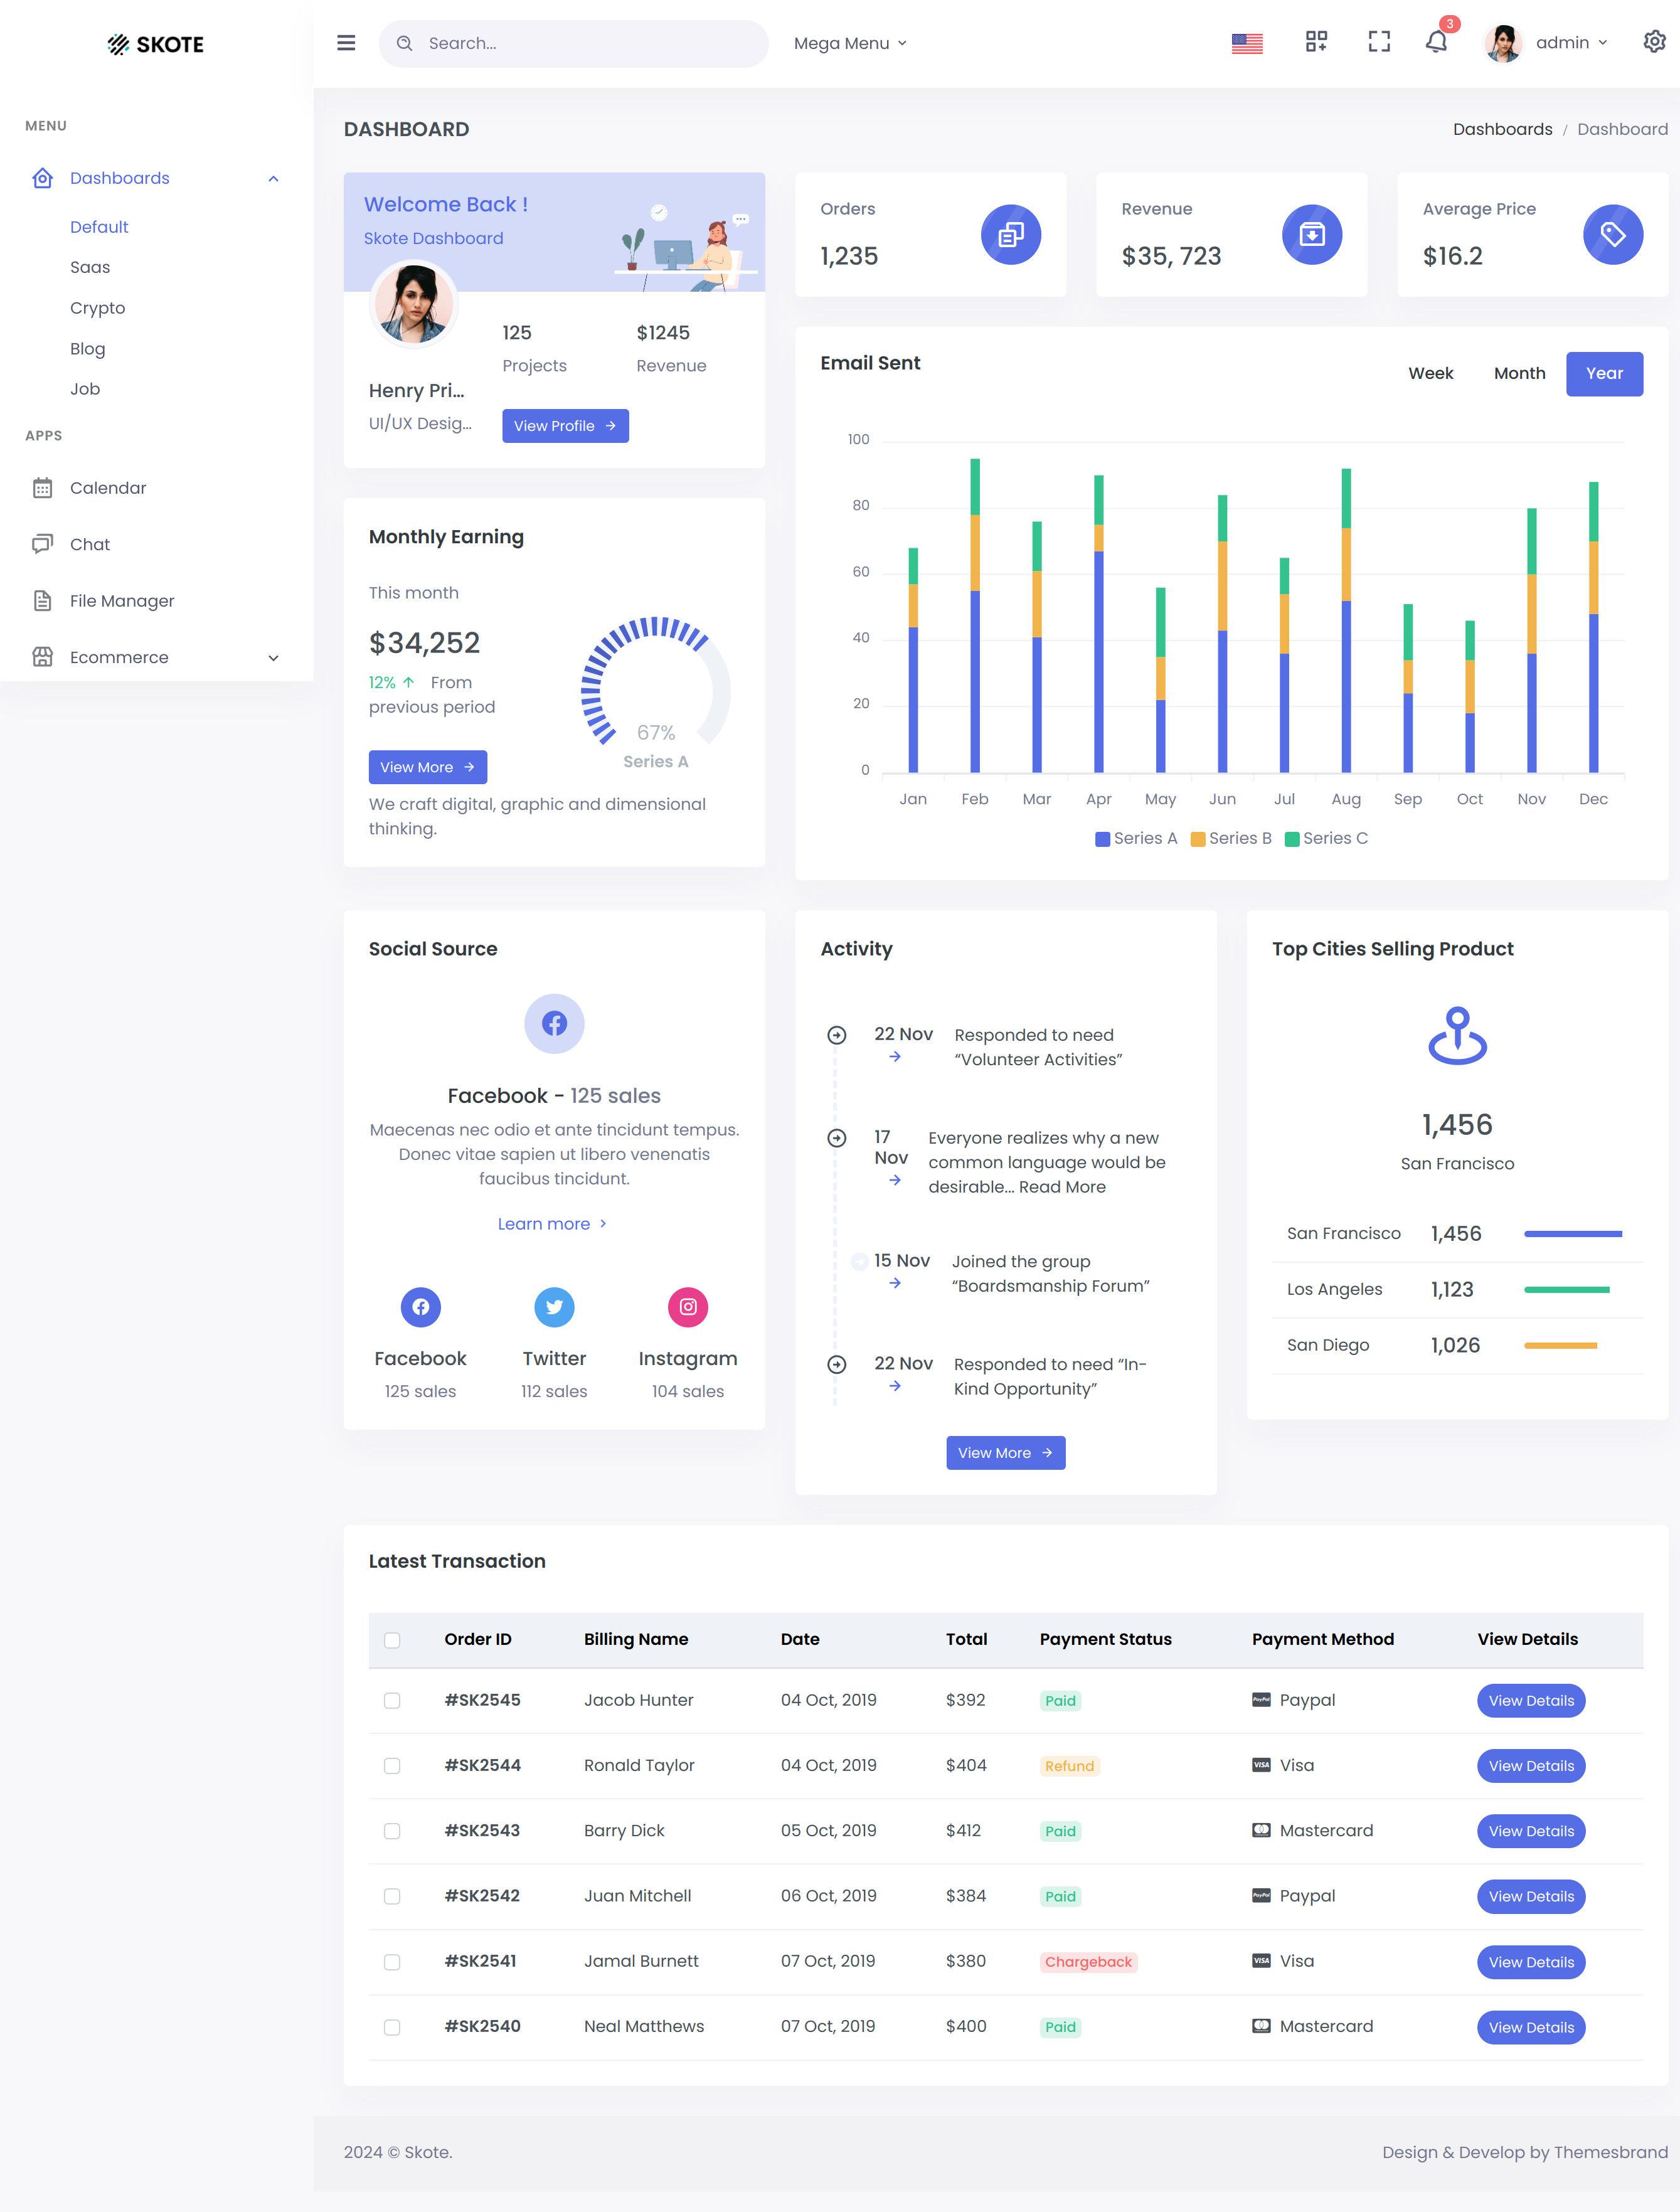 SKOTE
Search...
Mega Menu
3
admin
MENU
Dashboards
Default
Saas
Crypto
Blog
Job
APPS
Calendar
Chat
File Manager
Ecommerce
DASHBOARD
Dashboards / Dashboard
Welcome Back !
Skote Dashboard
125
$1245
Projects
Revenue
Henry Pri...
UI/UX Desig...
View Profile
Orders
1,235
Revenue
$35, 723
Average Price
$16.2
Monthly Earning
This month
$34,252
12% From
previous period
View More
67%
Series A
We craft digital, graphic and dimensional
thinking.
Email Sent
Week
Month
Year
100
80
60
40
20
0
Jan Feb Mar Apr May Jun Jul Aug Sep Oct Nov Dec
Series A Series B Series C
Social Source
Facebook - 125 sales
Maecenas nec odio et ante tincidunt tempus.
Donec vitae sapien ut libero venenatis
faucibus tincidunt.
Learn more
Facebook Twitter Instagram
125 sales 112 sales 104 sales
Activity
22 Nov
Responded to need
“Volunteer Activities”
17
Nov
Everyone realizes why a new
common language would be
desirable... Read More
15 Nov
Joined the group
“Boardsmanship Forum”
22 Nov
Responded to need “In-
Kind Opportunity”
View More
Top Cities Selling Product
1,456
San Francisco
San Francisco 1,456
Los Angeles 1,123
San Diego 1,026
Latest Transaction
Order ID Billing Name Date Total Payment Status Payment Method View Details
#SK2545 Jacob Hunter 04 Oct, 2019 $392 Paid PayPal Paypal View Details
#SK2544 Ronald Taylor 04 Oct, 2019 $404 Refund VISA Visa View Details
#SK2543 Barry Dick 05 Oct, 2019 $412 Paid Mastercard View Details
#SK2542 Juan Mitchell 06 Oct, 2019 $384 Paid PayPal Paypal View Details
#SK2541 Jamal Burnett 07 Oct, 2019 $380 Chargeback VISA Visa View Details
#SK2540 Neal Matthews 07 Oct, 2019 $400 Paid Mastercard View Details
2024 © Skote.
Design & Develop by Themesbrand